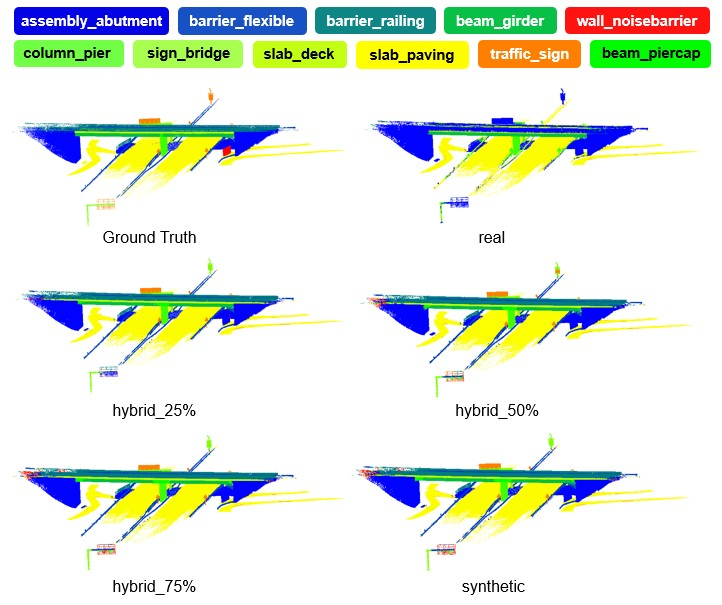 assembly_abutment barrier_flexible barrier_railing beam_girder wall_noisebarrier
column_pier sign_bridge slab_deck slab_paving traffic_sign beam_piercap
Ground Truth real
hybrid_25% hybrid_50%
hybrid_75% synthetic